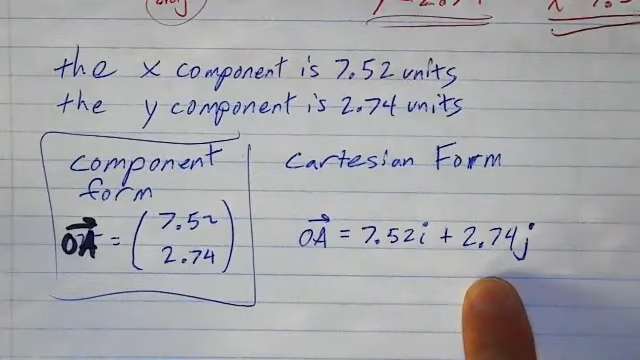 the x component is 7.52 units
the y component is 2.74 units
component
form
OA = (7.52
2.74)
Cartesian Form
OA = 7.52i + 2.74j